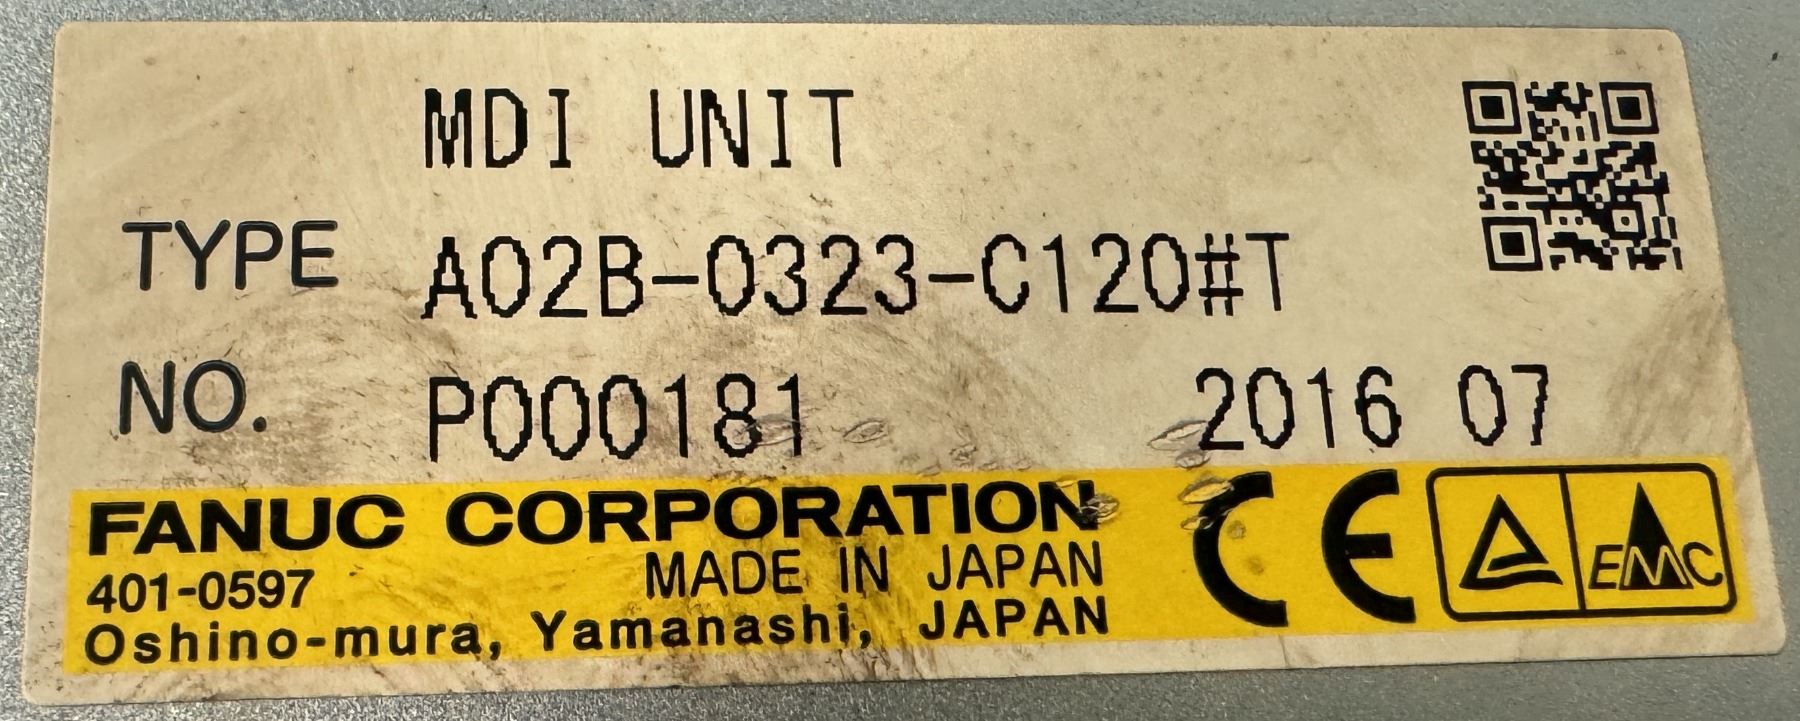 MDI UNIT
TYPE A02B-0323-C120#T
NO. P000181 2016 07
FANUC CORPORATION
MADE IN JAPAN
401-0597
Oshino-mura, Yamanashi, JAPAN
CE
EMC